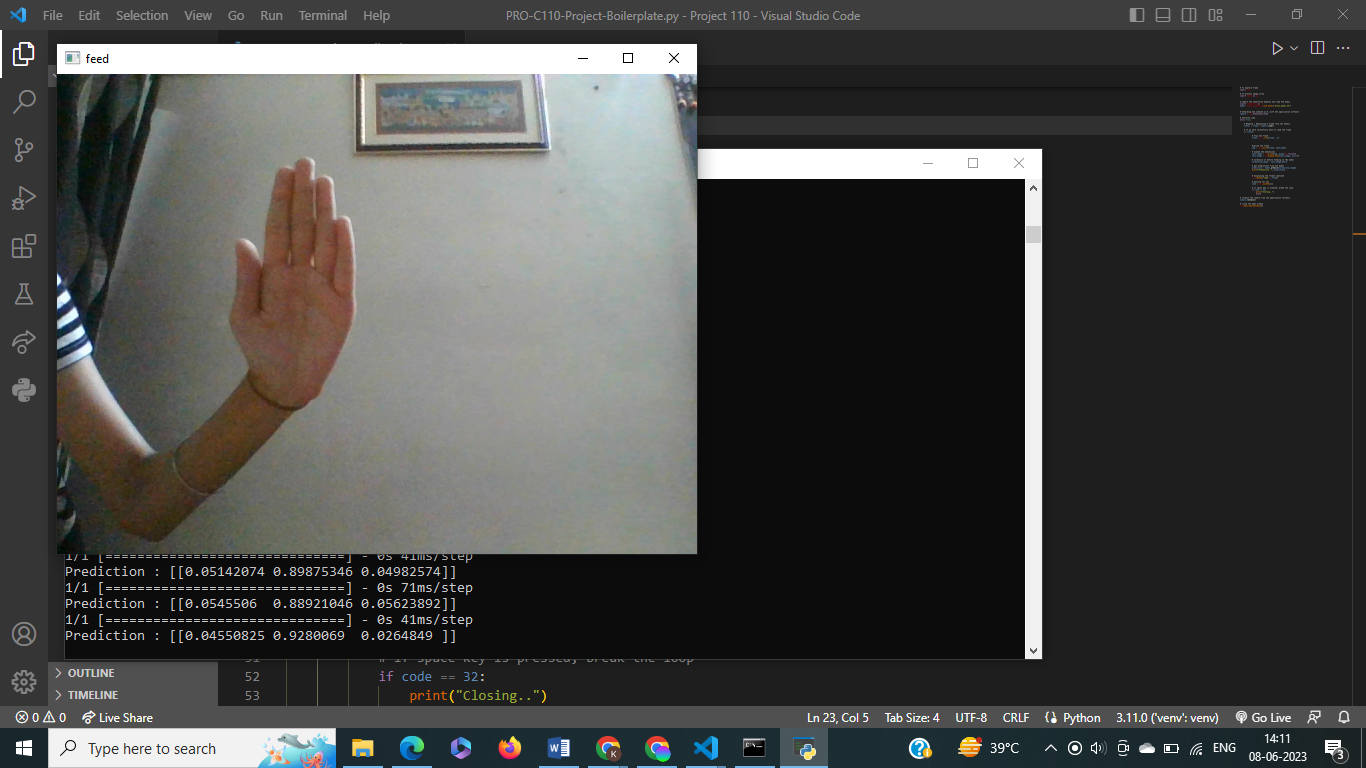 File Edit Selection View Go Run Terminal Help
PRO-C110-Project-Boilerplate.py - Project 110 - Visual Studio Code
feed
1/1 [==============================] - 0s 41ms/step
Prediction : [[0.05142074 0.89875346 0.04982574]]
1/1 [==============================] - 0s 71ms/step
Prediction : [[0.0545506  0.88921046 0.05623892]]
1/1 [==============================] - 0s 41ms/step
Prediction : [[0.04550825 0.9280069  0.0264849 ]]
51 # if space key is pressed, break the loop
52 if code == 32:
53 print("Closing..")
OUTLINE
TIMELINE
0 0 Live Share
Ln 23, Col 5 Tab Size: 4 UTF-8 CRLF Python 3.11.0 ('venv': venv) Go Live
Type here to search
39°C
ENG
14:11
08-06-2023
3